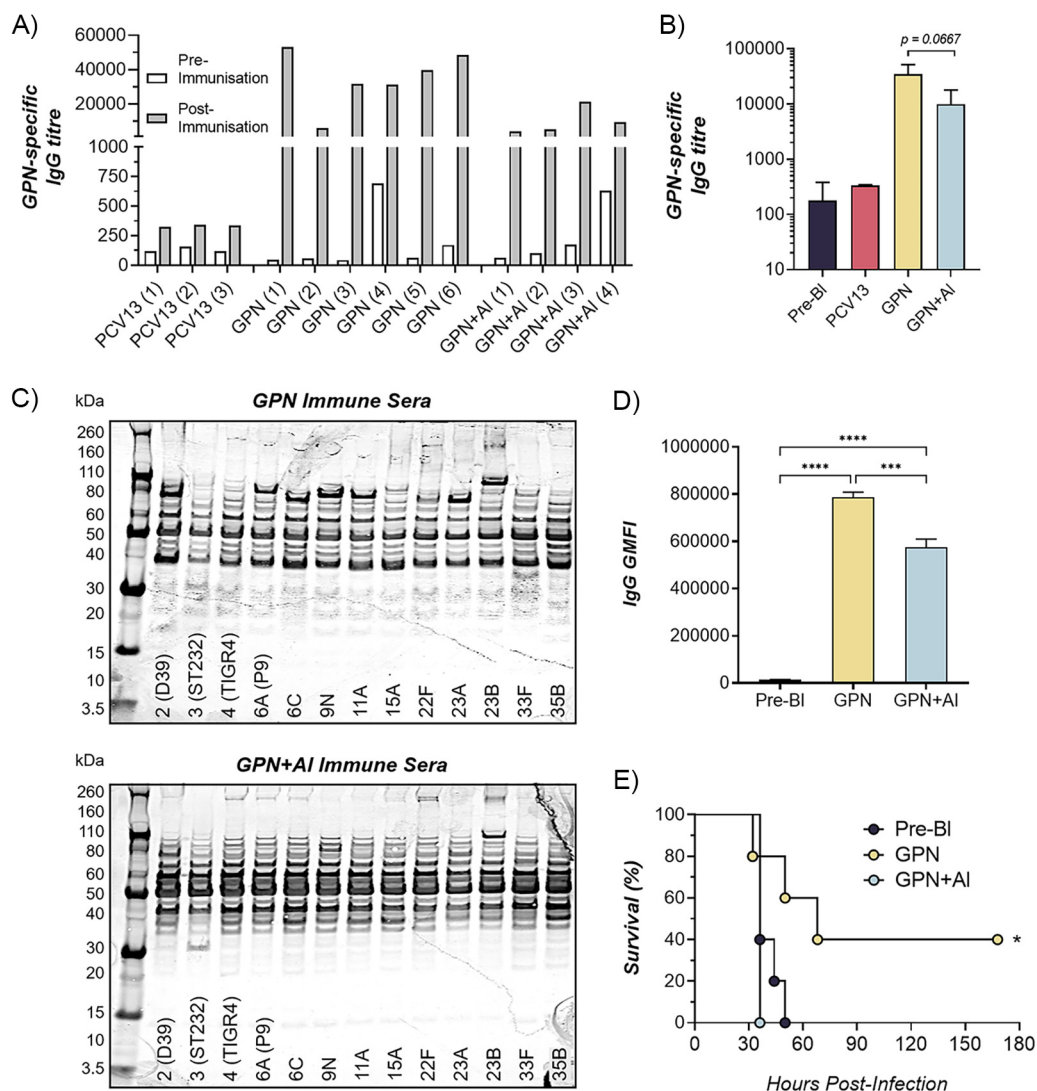 A)
GPN-specific
IgG titre
60000
40000
20000
1000
750
500
250
0
Pre-
Immunisation
Post-
Immunisation
PCV13 (1)
PCV13 (2)
PCV13 (3)
GPN (1)
GPN (2)
GPN (3)
GPN (4)
GPN (5)
GPN (6)
GPN+Al (1)
GPN+Al (2)
GPN+Al (3)
GPN+Al (4)
B)
GPN-specific
IgG titre
p = 0.0667
100000
10000
1000
100
10
Pre-Bl
PCV13
GPN
GPN+Al
C)
GPN Immune Sera
kDa
260
160
110
80
60
50
40
30
20
15
10
3.5
2 (D39)
3 (ST232)
4 (TIGR4)
6A (P9)
6C
9N
11A
15A
22F
23A
23B
33F
35B
GPN+Al Immune Sera
kDa
260
160
110
80
60
50
40
30
20
15
10
3.5
2 (D39)
3 (ST232)
4 (TIGR4)
6A (P9)
6C
9N
11A
15A
22F
23A
23B
33F
35B
D)
IgG GMFI
1000000
800000
600000
400000
200000
0
****
****
***
Pre-Bl
GPN
GPN+Al
E)
Survival (%)
100
80
60
40
20
0
Pre-Bl
GPN
GPN+Al
*
0
30
60
90
120
150
180
Hours Post-Infection